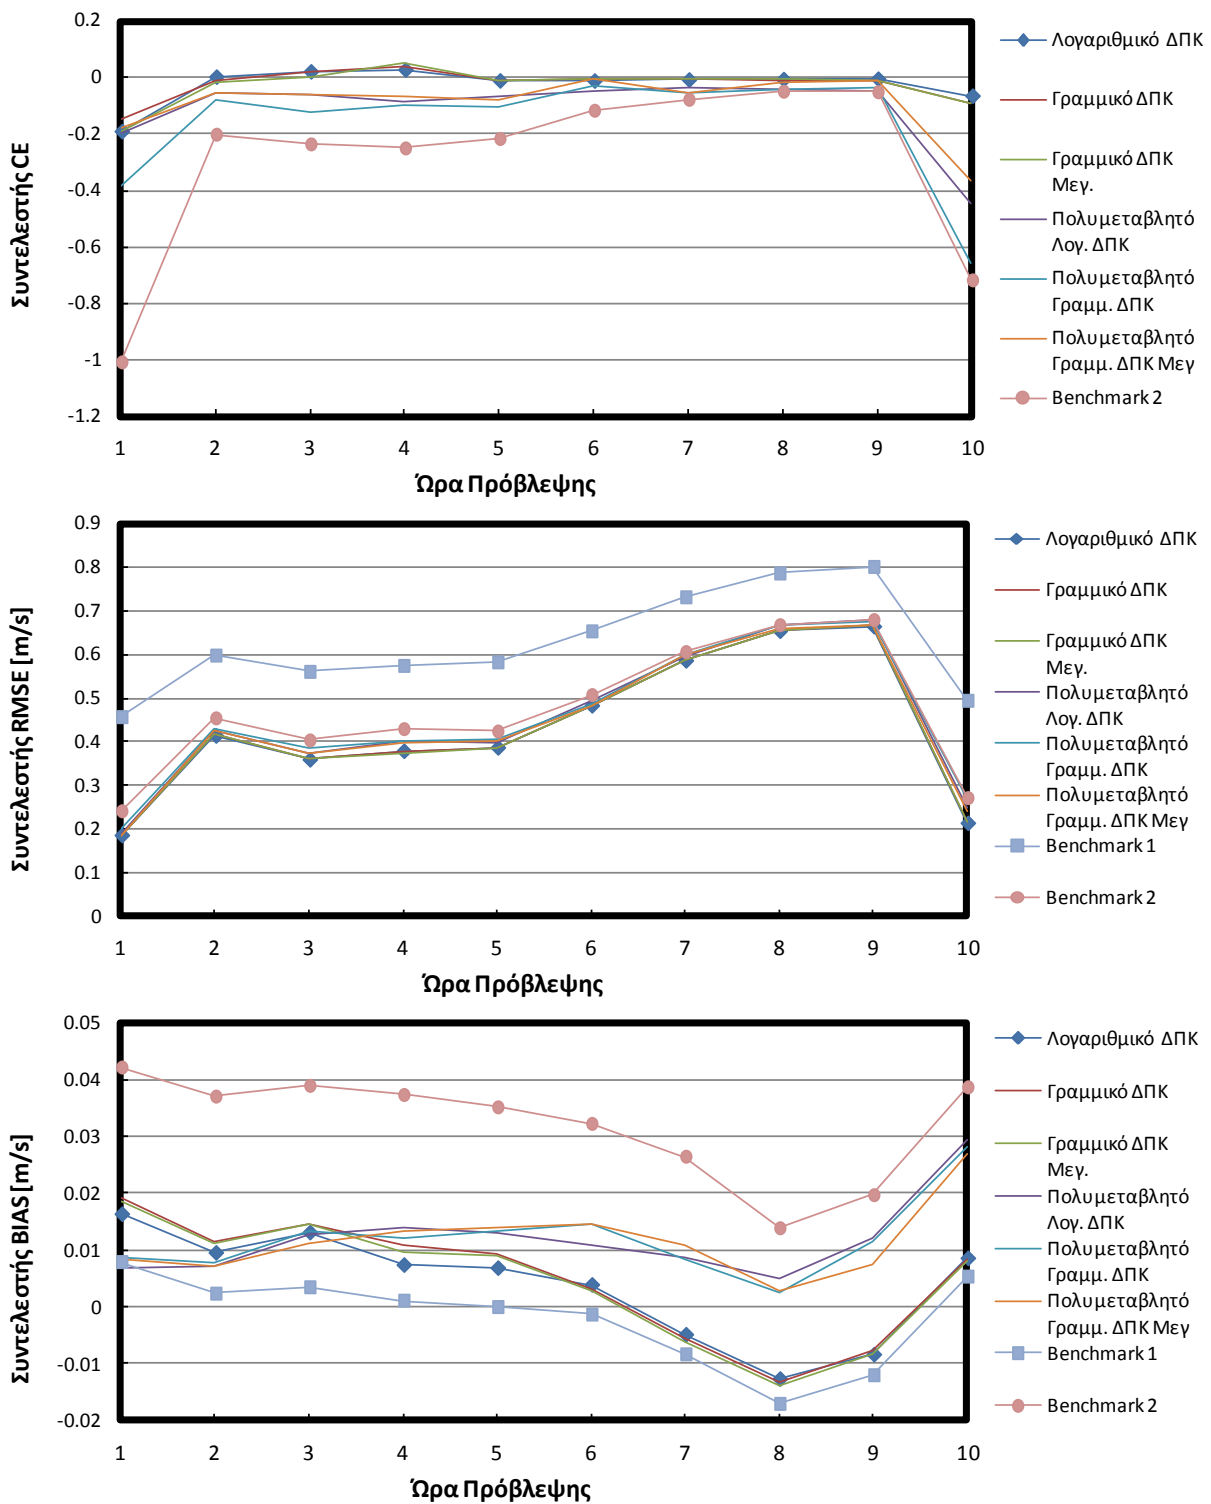 Συντελεστής CE
0.2
0
-0.2
-0.4
-0.6
-0.8
-1
-1.2
1 2 3 4 5 6 7 8 9 10
Ώρα Πρόβλεψης
Λογαριθμικό ΔΠΚ
Γραμμικό ΔΠΚ
Γραμμικό ΔΠΚ
Μεγ.
Πολυμεταβλητό
Λογ. ΔΠΚ
Πολυμεταβλητό
Γραμμ. ΔΠΚ
Πολυμεταβλητό
Γραμμ. ΔΠΚ Μεγ
Benchmark 2
Συντελεστής RMSE [m/s]
0.9
0.8
0.7
0.6
0.5
0.4
0.3
0.2
0.1
0
1 2 3 4 5 6 7 8 9 10
Ώρα Πρόβλεψης
Λογαριθμικό ΔΠΚ
Γραμμικό ΔΠΚ
Γραμμικό ΔΠΚ
Μεγ.
Πολυμεταβλητό
Λογ. ΔΠΚ
Πολυμεταβλητό
Γραμμ. ΔΠΚ
Πολυμεταβλητό
Γραμμ. ΔΠΚ Μεγ
Benchmark 1
Benchmark 2
Συντελεστής BIAS [m/s]
0.05
0.04
0.03
0.02
0.01
0
-0.01
-0.02
1 2 3 4 5 6 7 8 9 10
Ώρα Πρόβλεψης
Λογαριθμικό ΔΠΚ
Γραμμικό ΔΠΚ
Γραμμικό ΔΠΚ
Μεγ.
Πολυμεταβλητό
Λογ. ΔΠΚ
Πολυμεταβλητό
Γραμμ. ΔΠΚ
Πολυμεταβλητό
Γραμμ. ΔΠΚ Μεγ
Benchmark 1
Benchmark 2